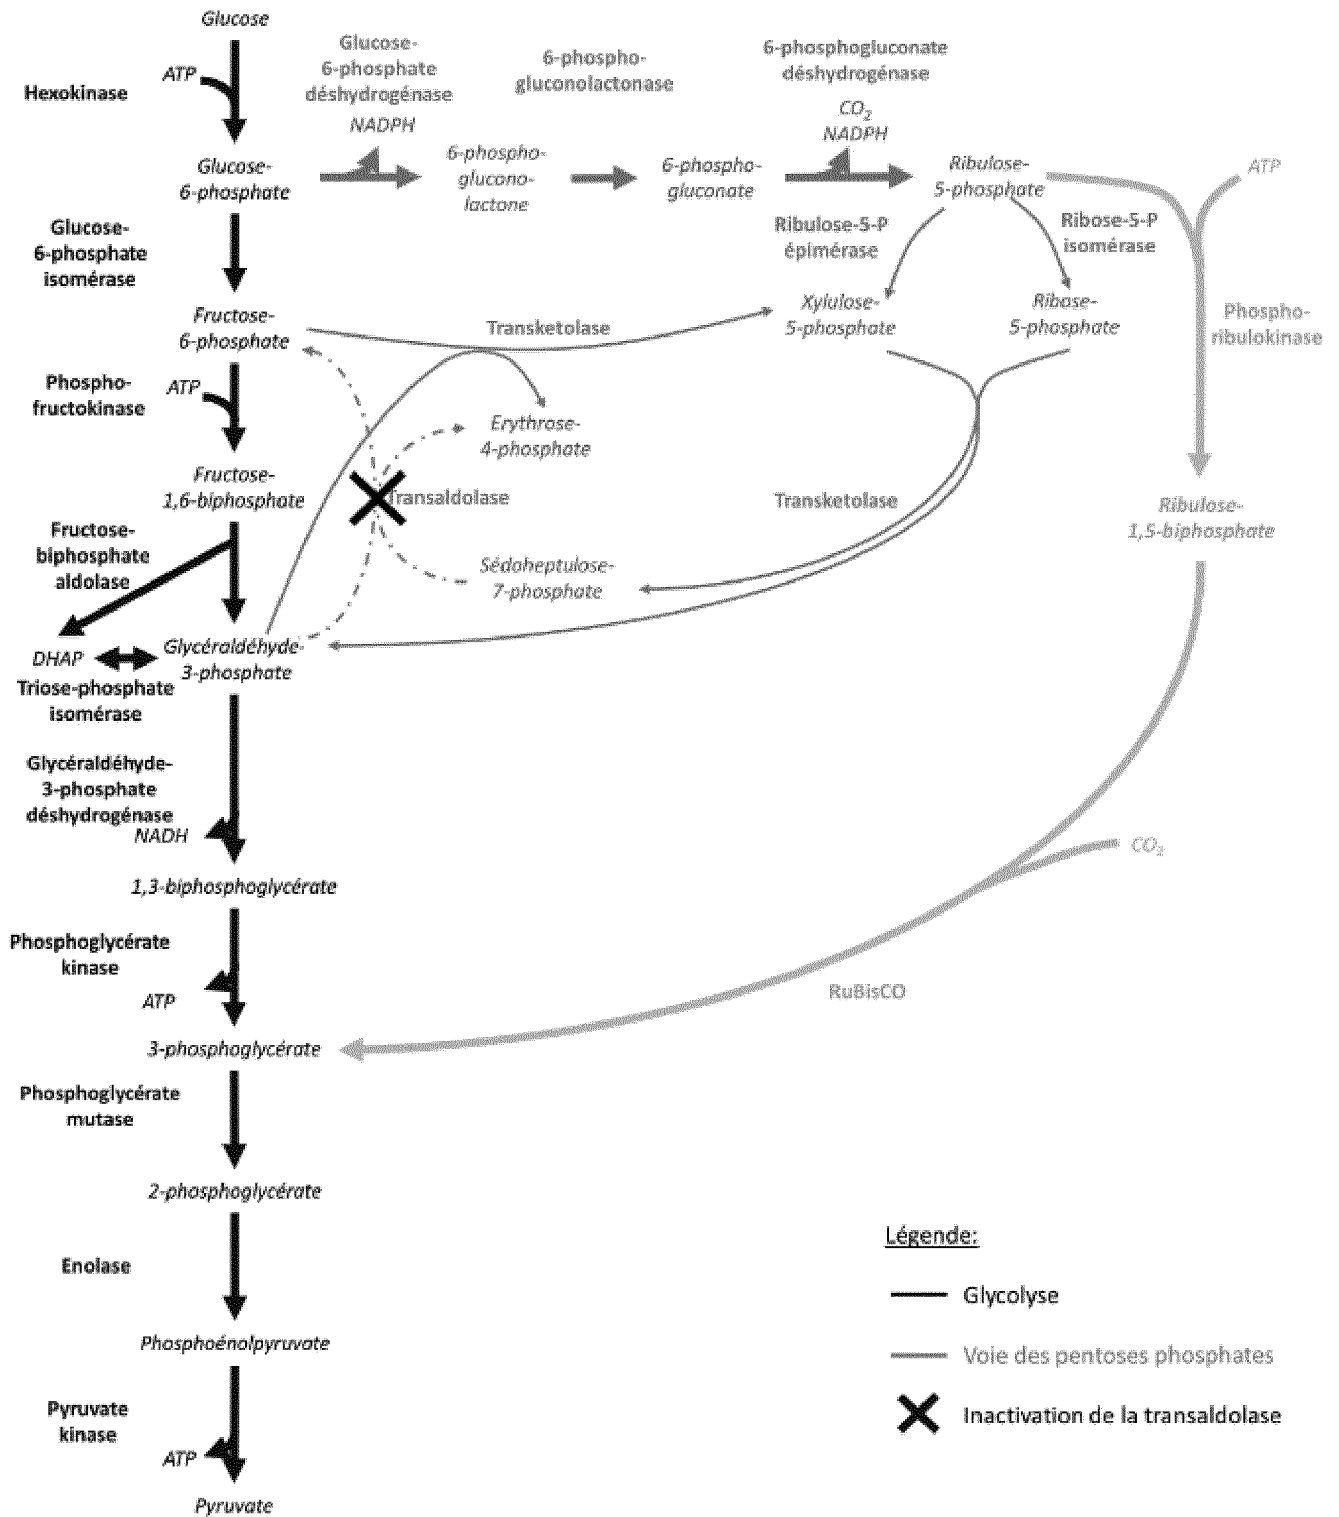 Glucose
ATP
Hexokinase
Glucose-
6-phosphate
déshydrogénase
NADPH
6-phospho-
gluconolactonase
6-phosphogluconate
déshydrogénase
CO2
NADPH
Glucose-
6-phosphate
6-phospho-
glucono-
lactone
6-phospho-
gluconate
Ribulose-
5-phosphate
ATP
Glucose-
6-phosphate
isomérase
Ribulose-5-P
épimérase
Ribose-5-P
isomérase
Fructose-
6-phosphate
Transketolase
Xylulose-
5-phosphate
Ribose-
5-phosphate
Phospho-
ribulokinase
Phospho-
fructokinase
ATP
Erythrose-
4-phosphate
Fructose-
1,6-biphosphate
Transaldolase
Transketolase
Ribulose-
1,5-biphosphate
Fructose-
biphosphate
aldolase
Sédoheptulose-
7-phosphate
DHAP
Glycéraldéhyde-
3-phosphate
Triose-phosphate
isomérase
Glycéraldéhyde-
3-phosphate
déshydrogénase
NADH
CO2
1,3-biphosphoglycérate
Phosphoglycérate
kinase
ATP
RuBisCO
3-phosphoglycérate
Phosphoglycérate
mutase
2-phosphoglycérate
Enolase
Phosphoénolpyruvate
Pyruvate
kinase
ATP
Pyruvate
Légende:
Glycolyse
Voie des pentoses phosphates
Inactivation de la transaldolase